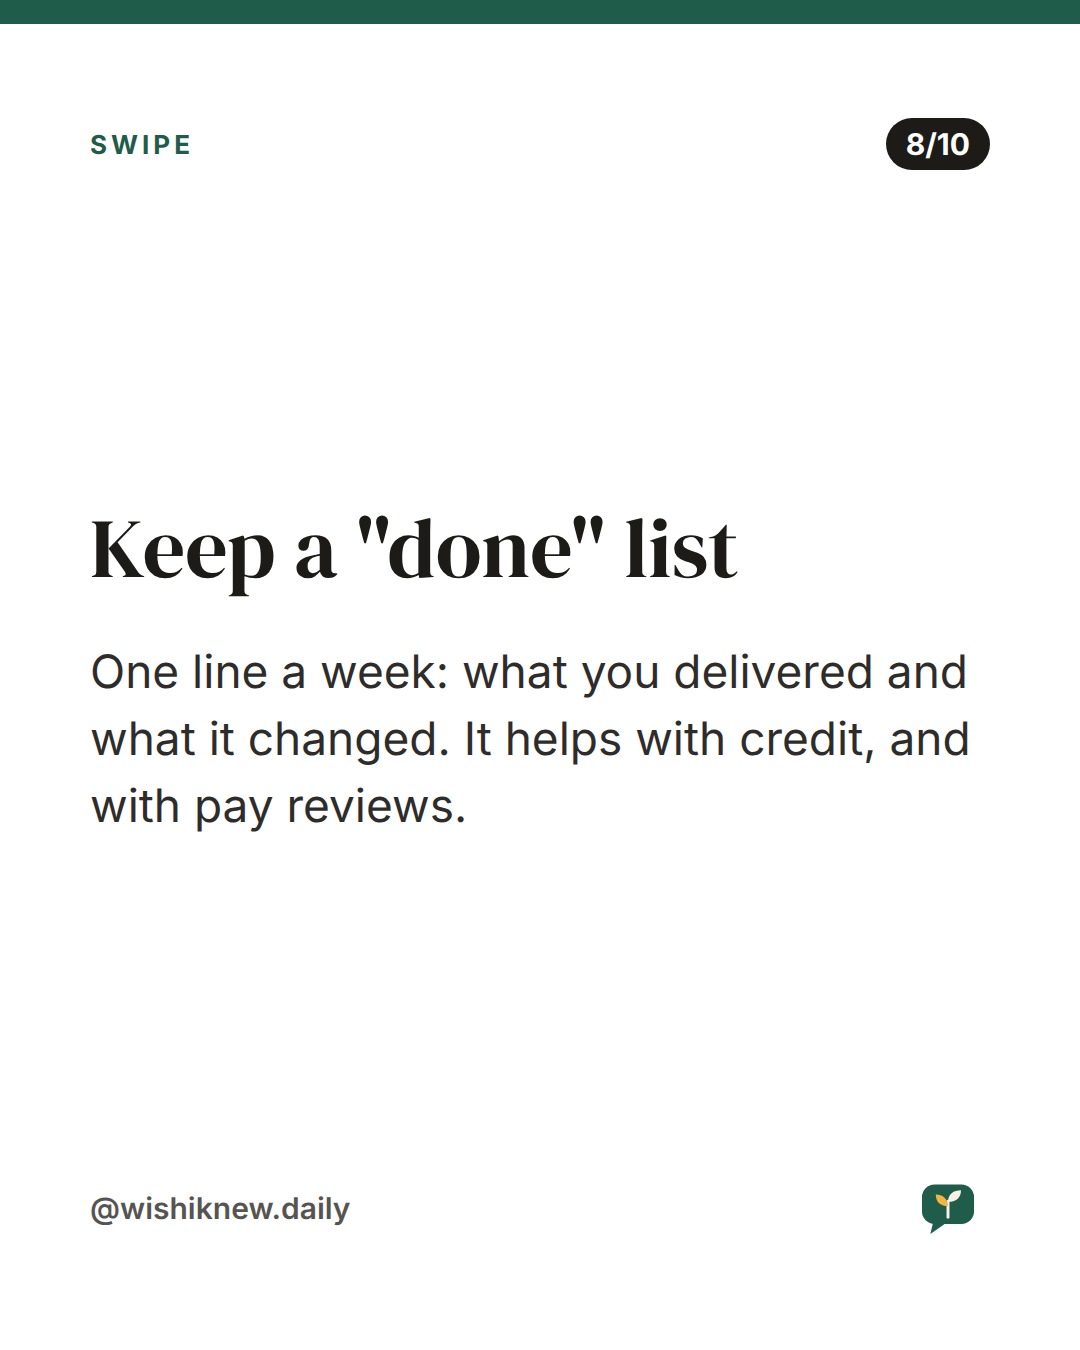 SWIPE
8/10
Keep a "done" list
One line a week: what you delivered and
what it changed. It helps with credit, and
with pay reviews.
@wishiknew.daily